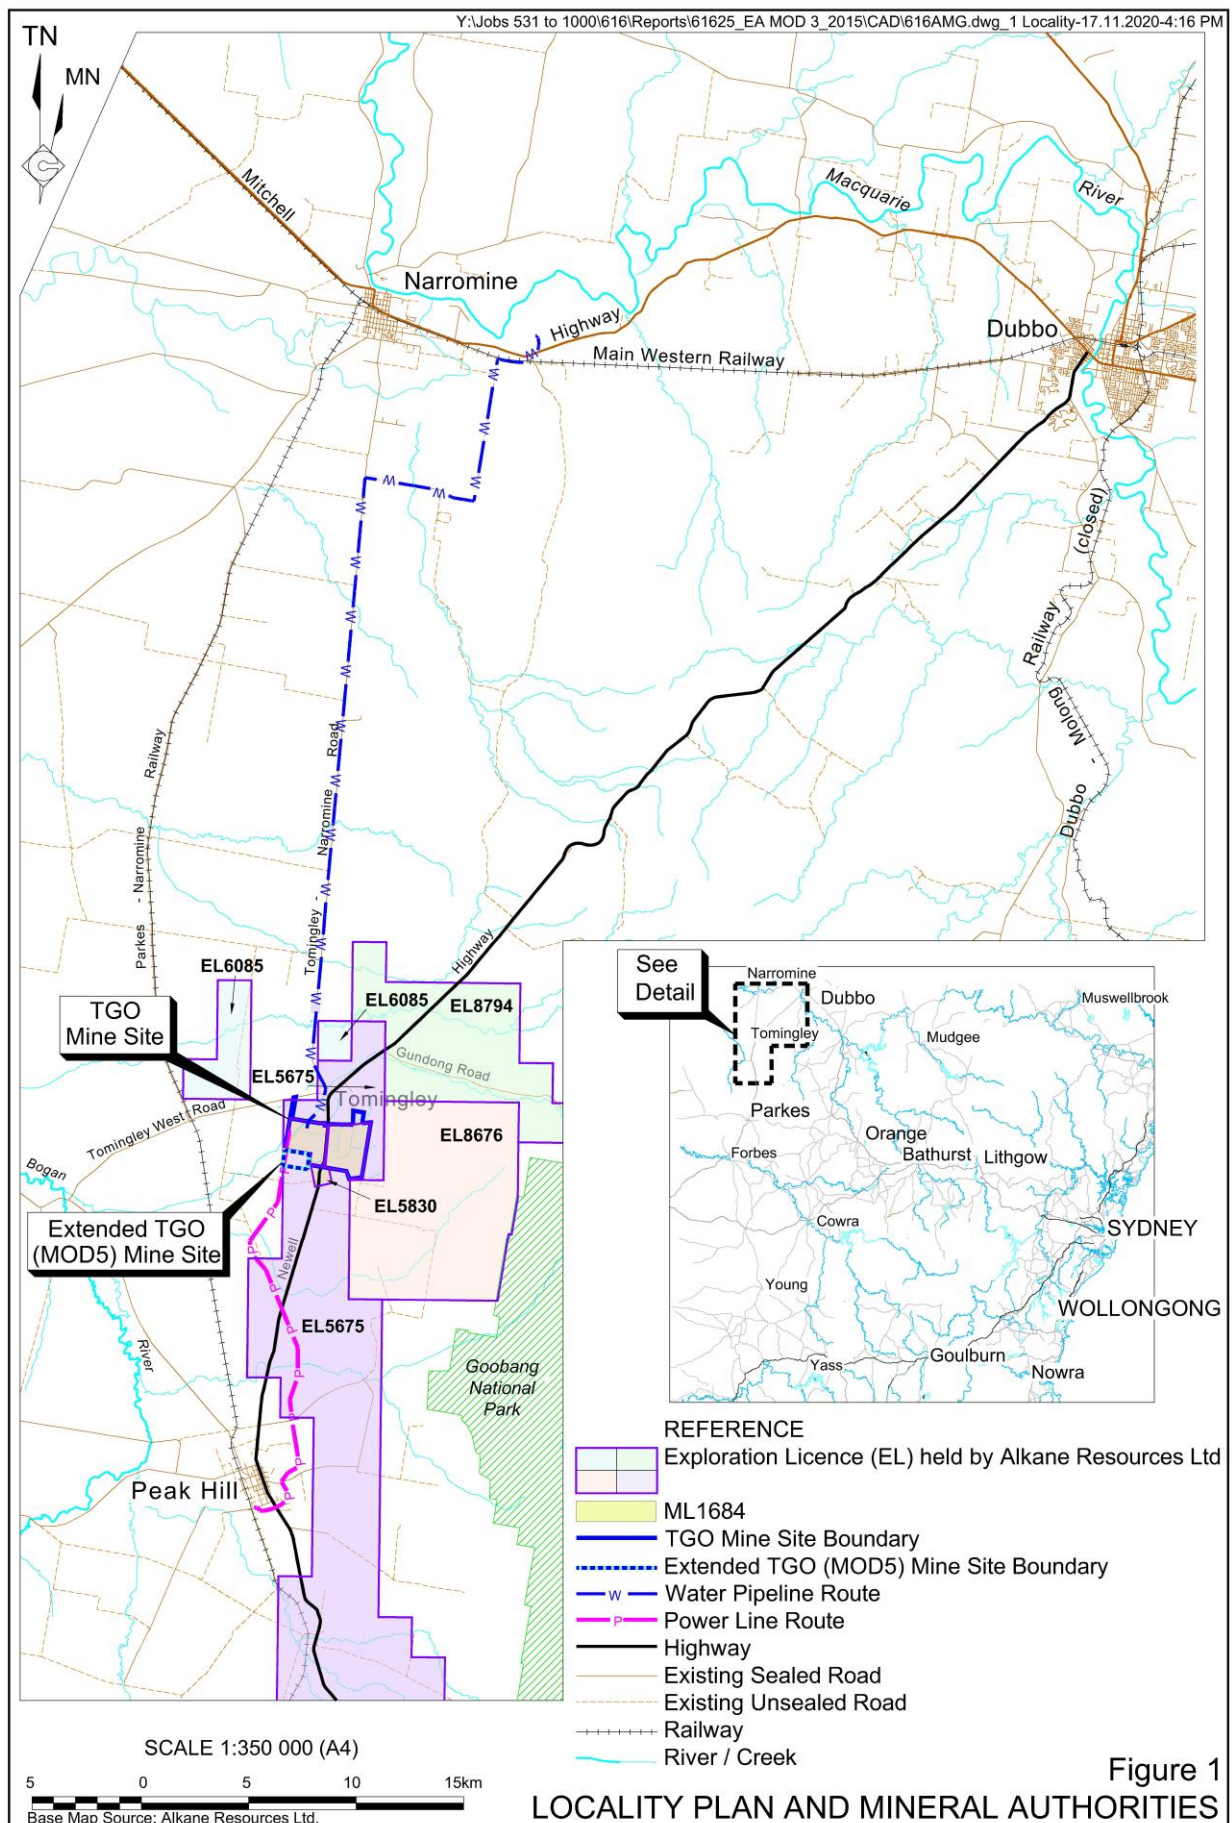 Y:\Jobs 531 to 1000\616\Reports\61625_EA MOD 3_2015\CAD\616AMG.dwg_1 Locality-17.11.2020-4:16 PM
TN
MN
Mitchell
Macquarie
River
Narromine
Highway
Dubbo
Main Western Railway
W
W
W
W
W
W
W
W
(closed)
W
W
Railway
Molong
-
Dubbo
W
Road
Railway
W
Narromine
W
-
Tomingley
W
Parkes - Narromine
W
Highway
EL6085
EL6085
EL8794
TGO
Mine Site
W
W
Gundong Road
EL5675
Tomingley
W
Tomingley West Road
EL8676
Bogan
EL5830
P
Extended TGO
(MOD5) Mine Site
P
Newell
P
EL5675
River
P
Goobang
National
Park
P
P
Peak Hill
P
See
Detail
Narromine
Dubbo
Muswellbrook
Tomingley
Mudgee
Parkes
Orange
Forbes
Bathurst
Lithgow
Cowra
SYDNEY
Young
WOLLONGONG
Yass
Goulburn
Nowra
REFERENCE
Exploration Licence (EL) held by Alkane Resources Ltd
ML1684
TGO Mine Site Boundary
Extended TGO (MOD5) Mine Site Boundary
W Water Pipeline Route
P Power Line Route
Highway
Existing Sealed Road
Existing Unsealed Road
Railway
River / Creek
SCALE 1:350 000 (A4)
5 0 5 10 15km
Base Map Source: Alkane Resources Ltd.
Figure 1
LOCALITY PLAN AND MINERAL AUTHORITIES